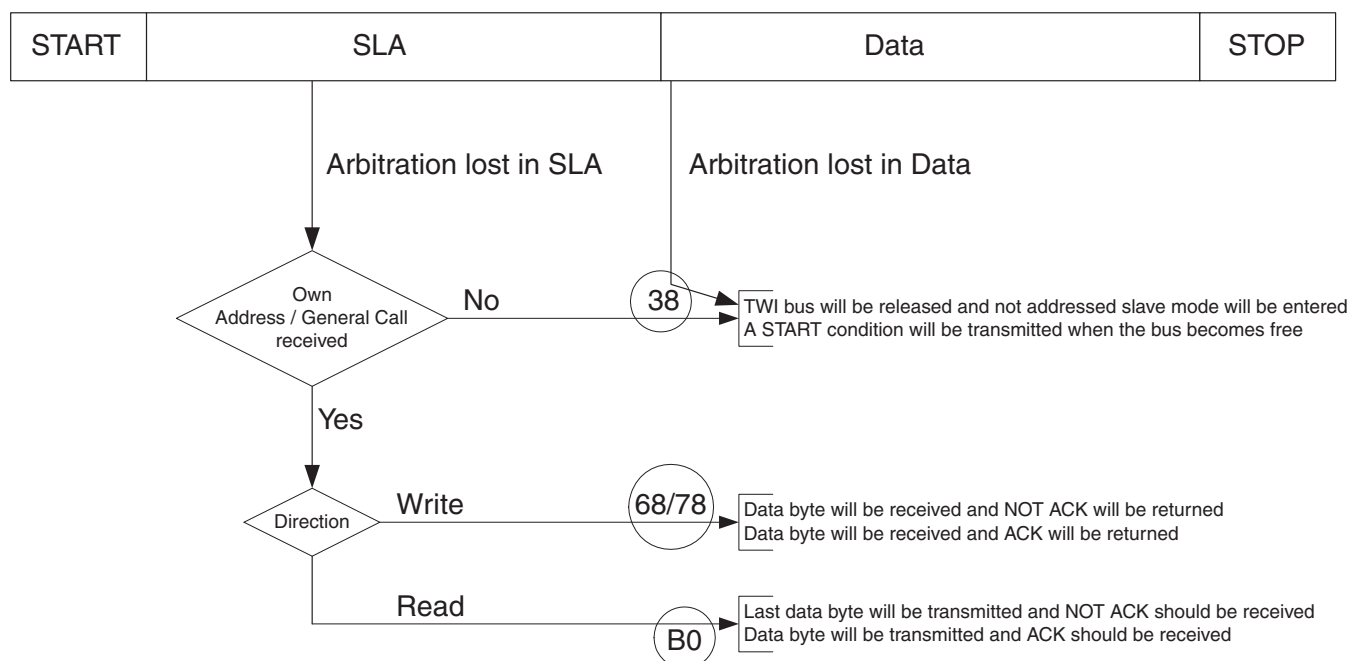 START SLA Data STOP
Arbitration lost in SLA Arbitration lost in Data
Own
Address / General Call
received
No
38
TWI bus will be released and not addressed slave mode will be entered
A START condition will be transmitted when the bus becomes free
Yes
Direction
Write
68/78
Data byte will be received and NOT ACK will be returned
Data byte will be received and ACK will be returned
Read
B0
Last data byte will be transmitted and NOT ACK should be received
Data byte will be transmitted and ACK should be received